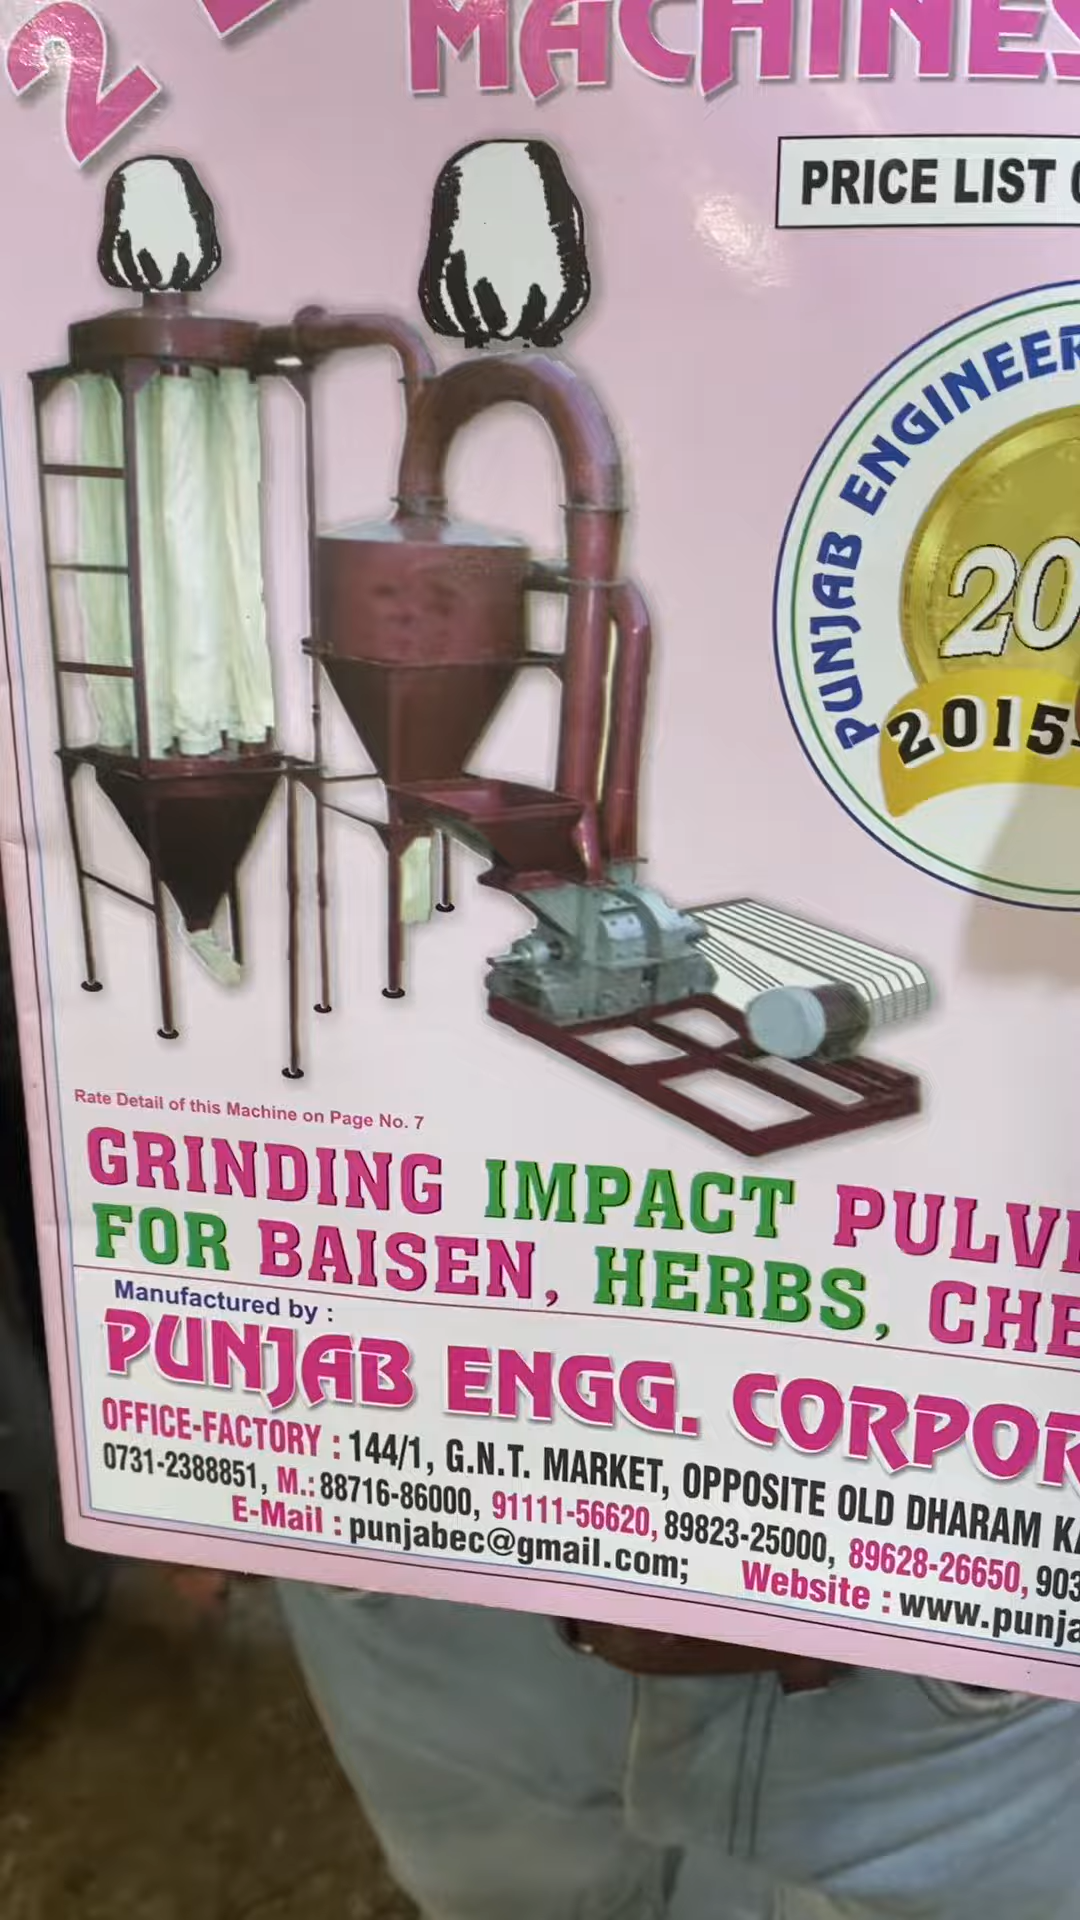 2
MACHINES
PRICE LIST
PUNJAB ENGINEER
20
2015
Rate Detail of this Machine on Page No. 7
GRINDING IMPACT PULV
FOR BAISEN, HERBS, CHE
Manufactured by :
PUNJAB ENGG. CORPOR
OFFICE-FACTORY : 144/1, G.N.T. MARKET, OPPOSITE OLD DHARAM KA
0731-2388851, M.: 88716-86000, 91111-56620, 89823-25000, 89628-26650, 903
E-Mail : punjabec@gmail.com; Website : www.punja